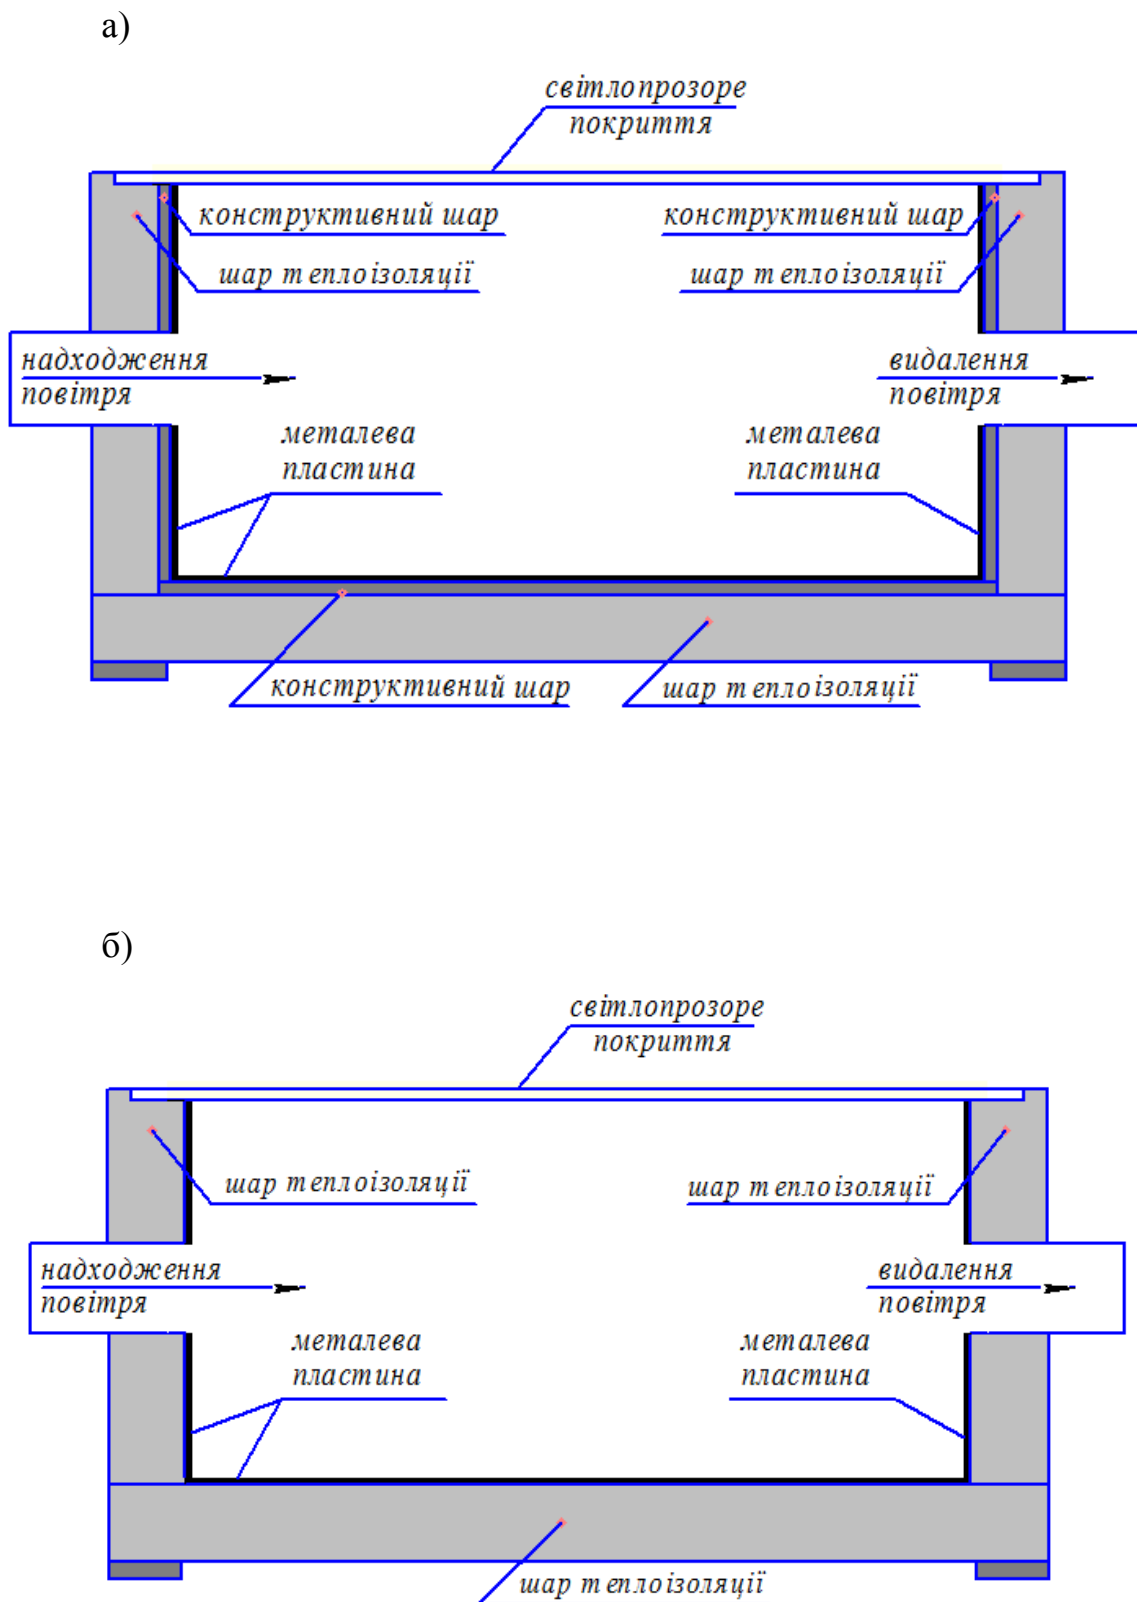 а)
світлопрозоре
покриття
конструктивний шар
конструктивний шар
шар теплоізоляції
шар теплоізоляції
надходження
повітря
видалення
повітря
металева
пластина
металева
пластина
конструктивний шар
шар теплоізоляції
б)
світлопрозоре
покриття
шар теплоізоляції
шар теплоізоляції
надходження
повітря
видалення
повітря
металева
пластина
металева
пластина
шар теплоізоляції